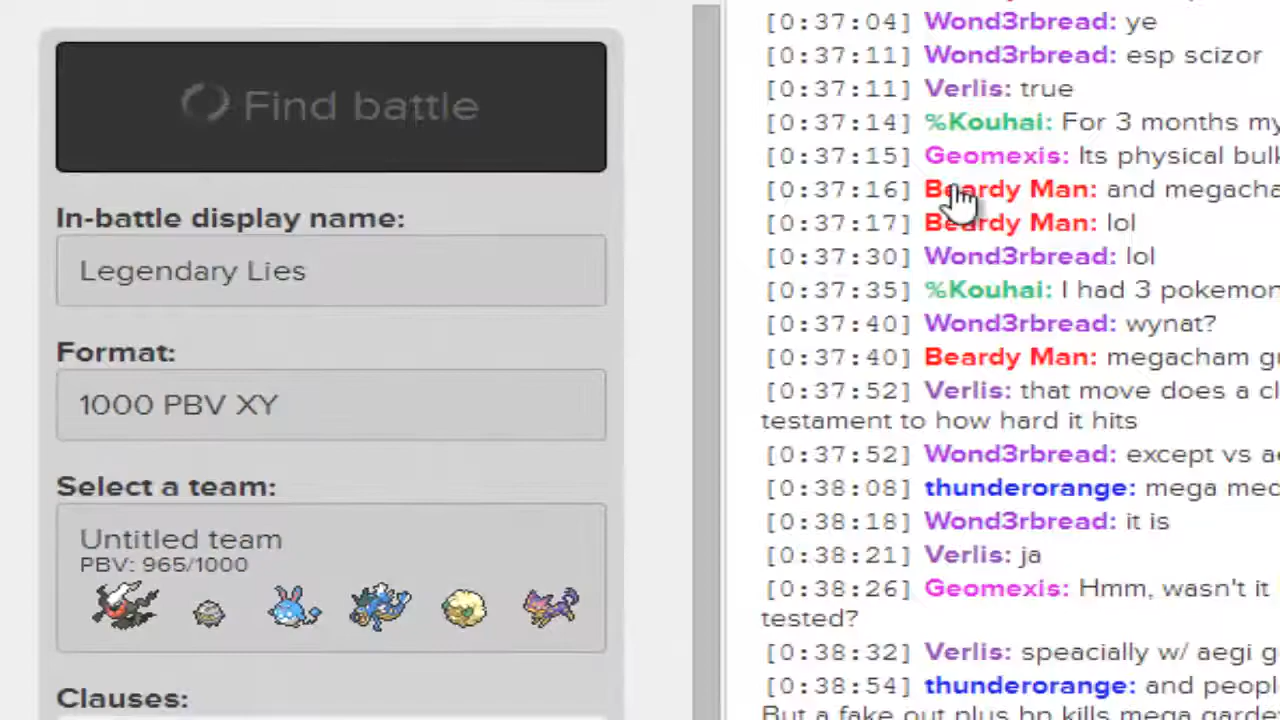 Find battle
In-battle display name:
Legendary Lies
Format:
1000 PBV XY
Select a team:
Untitled team
PBV: 965/1000
Clauses:
[0:37:04] Wond3rbread: ye
[0:37:11] Wond3rbread: esp scizor
[0:37:11] Verlis: true
[0:37:14] %Kouhai: For 3 months my
[0:37:15] Geomexis: Its physical bulk
[0:37:16] Beardy Man: and megacha
[0:37:17] Beardy Man: lol
[0:37:30] Wond3rbread: lol
[0:37:35] %Kouhai: I had 3 pokemon
[0:37:40] Wond3rbread: wynat?
[0:37:40] Beardy Man: megacham
[0:37:52] Verlis: that move does a
testament to how hard it hits
[0:37:52] Wond3rbread: except vs
[0:38:08] thunderorange: mega
[0:38:18] Wond3rbread: it is
[0:38:21] Verlis: ja
[0:38:26] Geomexis: Hmm, wasn't it
tested?
[0:38:32] Verlis: speacially w/ aegi
[0:38:54] thunderorange: and
But a fake out plus hp kills mega